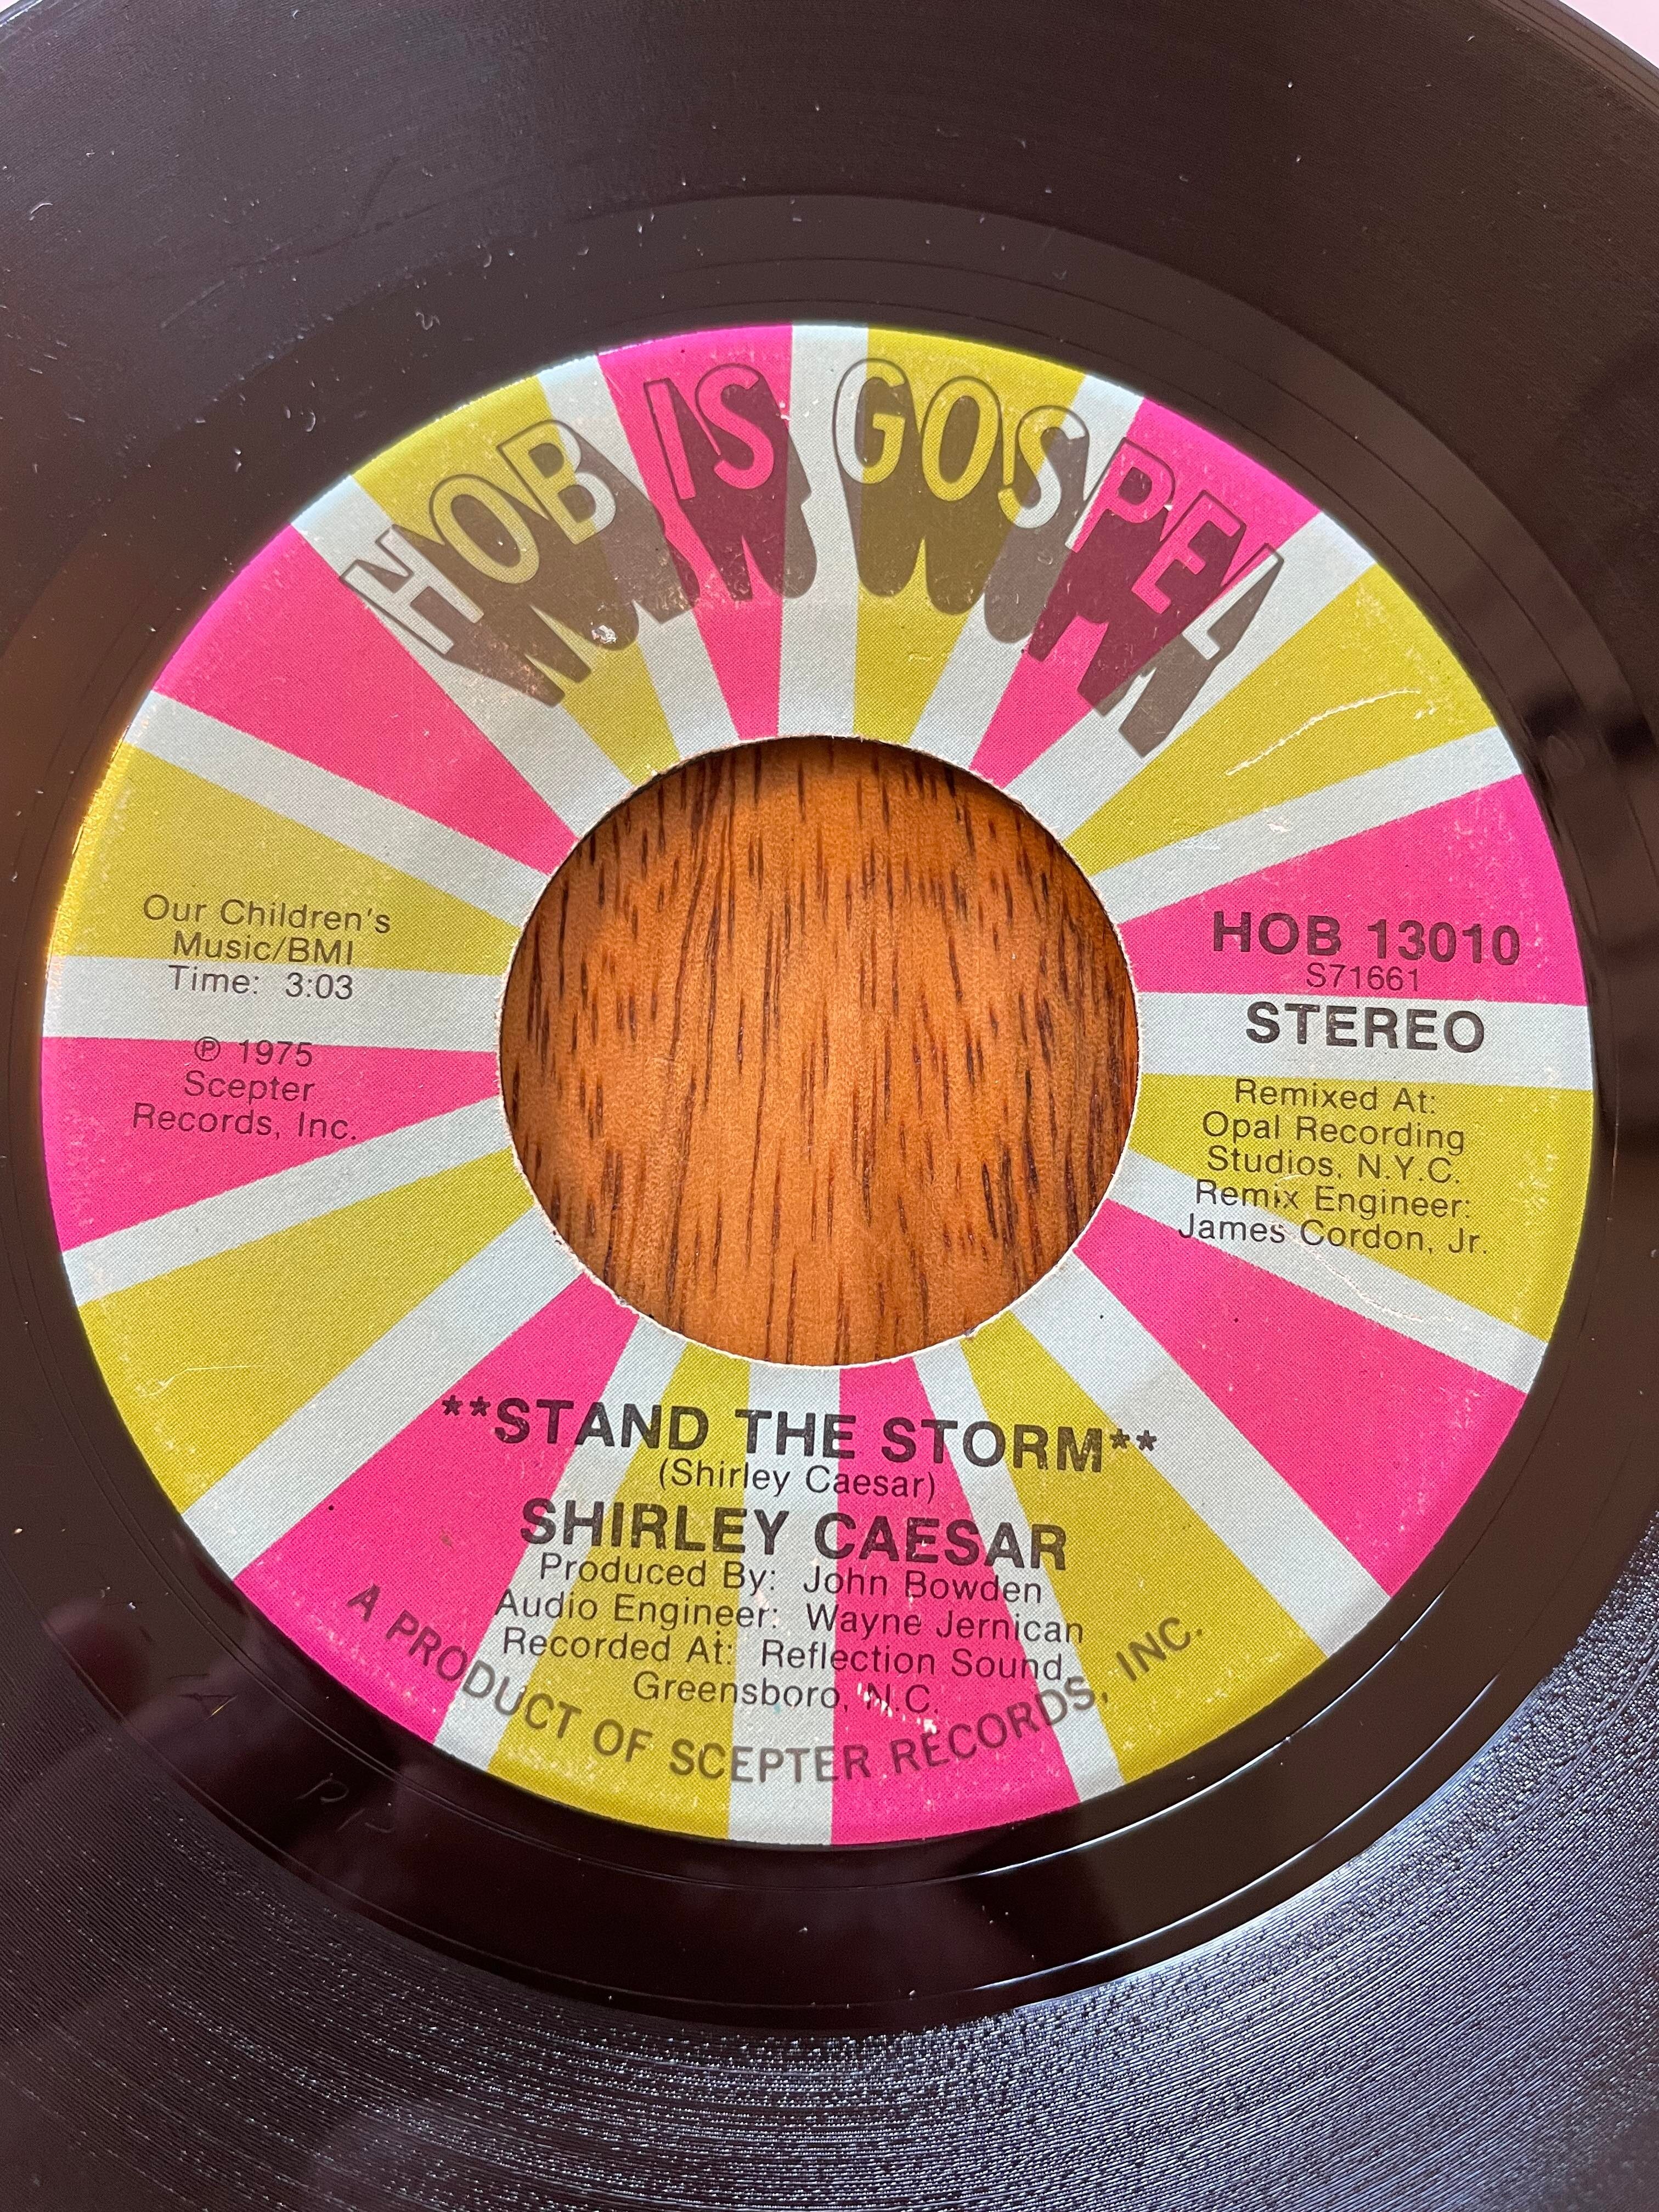 HOB IS GOSPEL
Our Children's
Music/BMI
Time: 3:03
℗ 1975
Scepter
Records, Inc.
HOB 13010
S71661
STEREO
Remixed At:
Opal Recording
Studios, N.Y.C.
Remix Engineer:
James Cordon, Jr.
**STAND THE STORM**
(Shirley Caesar)
SHIRLEY CAESAR
Produced By: John Bowden
Audio Engineer: Wayne Jernican
Recorded At: Reflection Sound
Greensboro, N.C.
A PRODUCT OF SCEPTER RECORDS, INC.